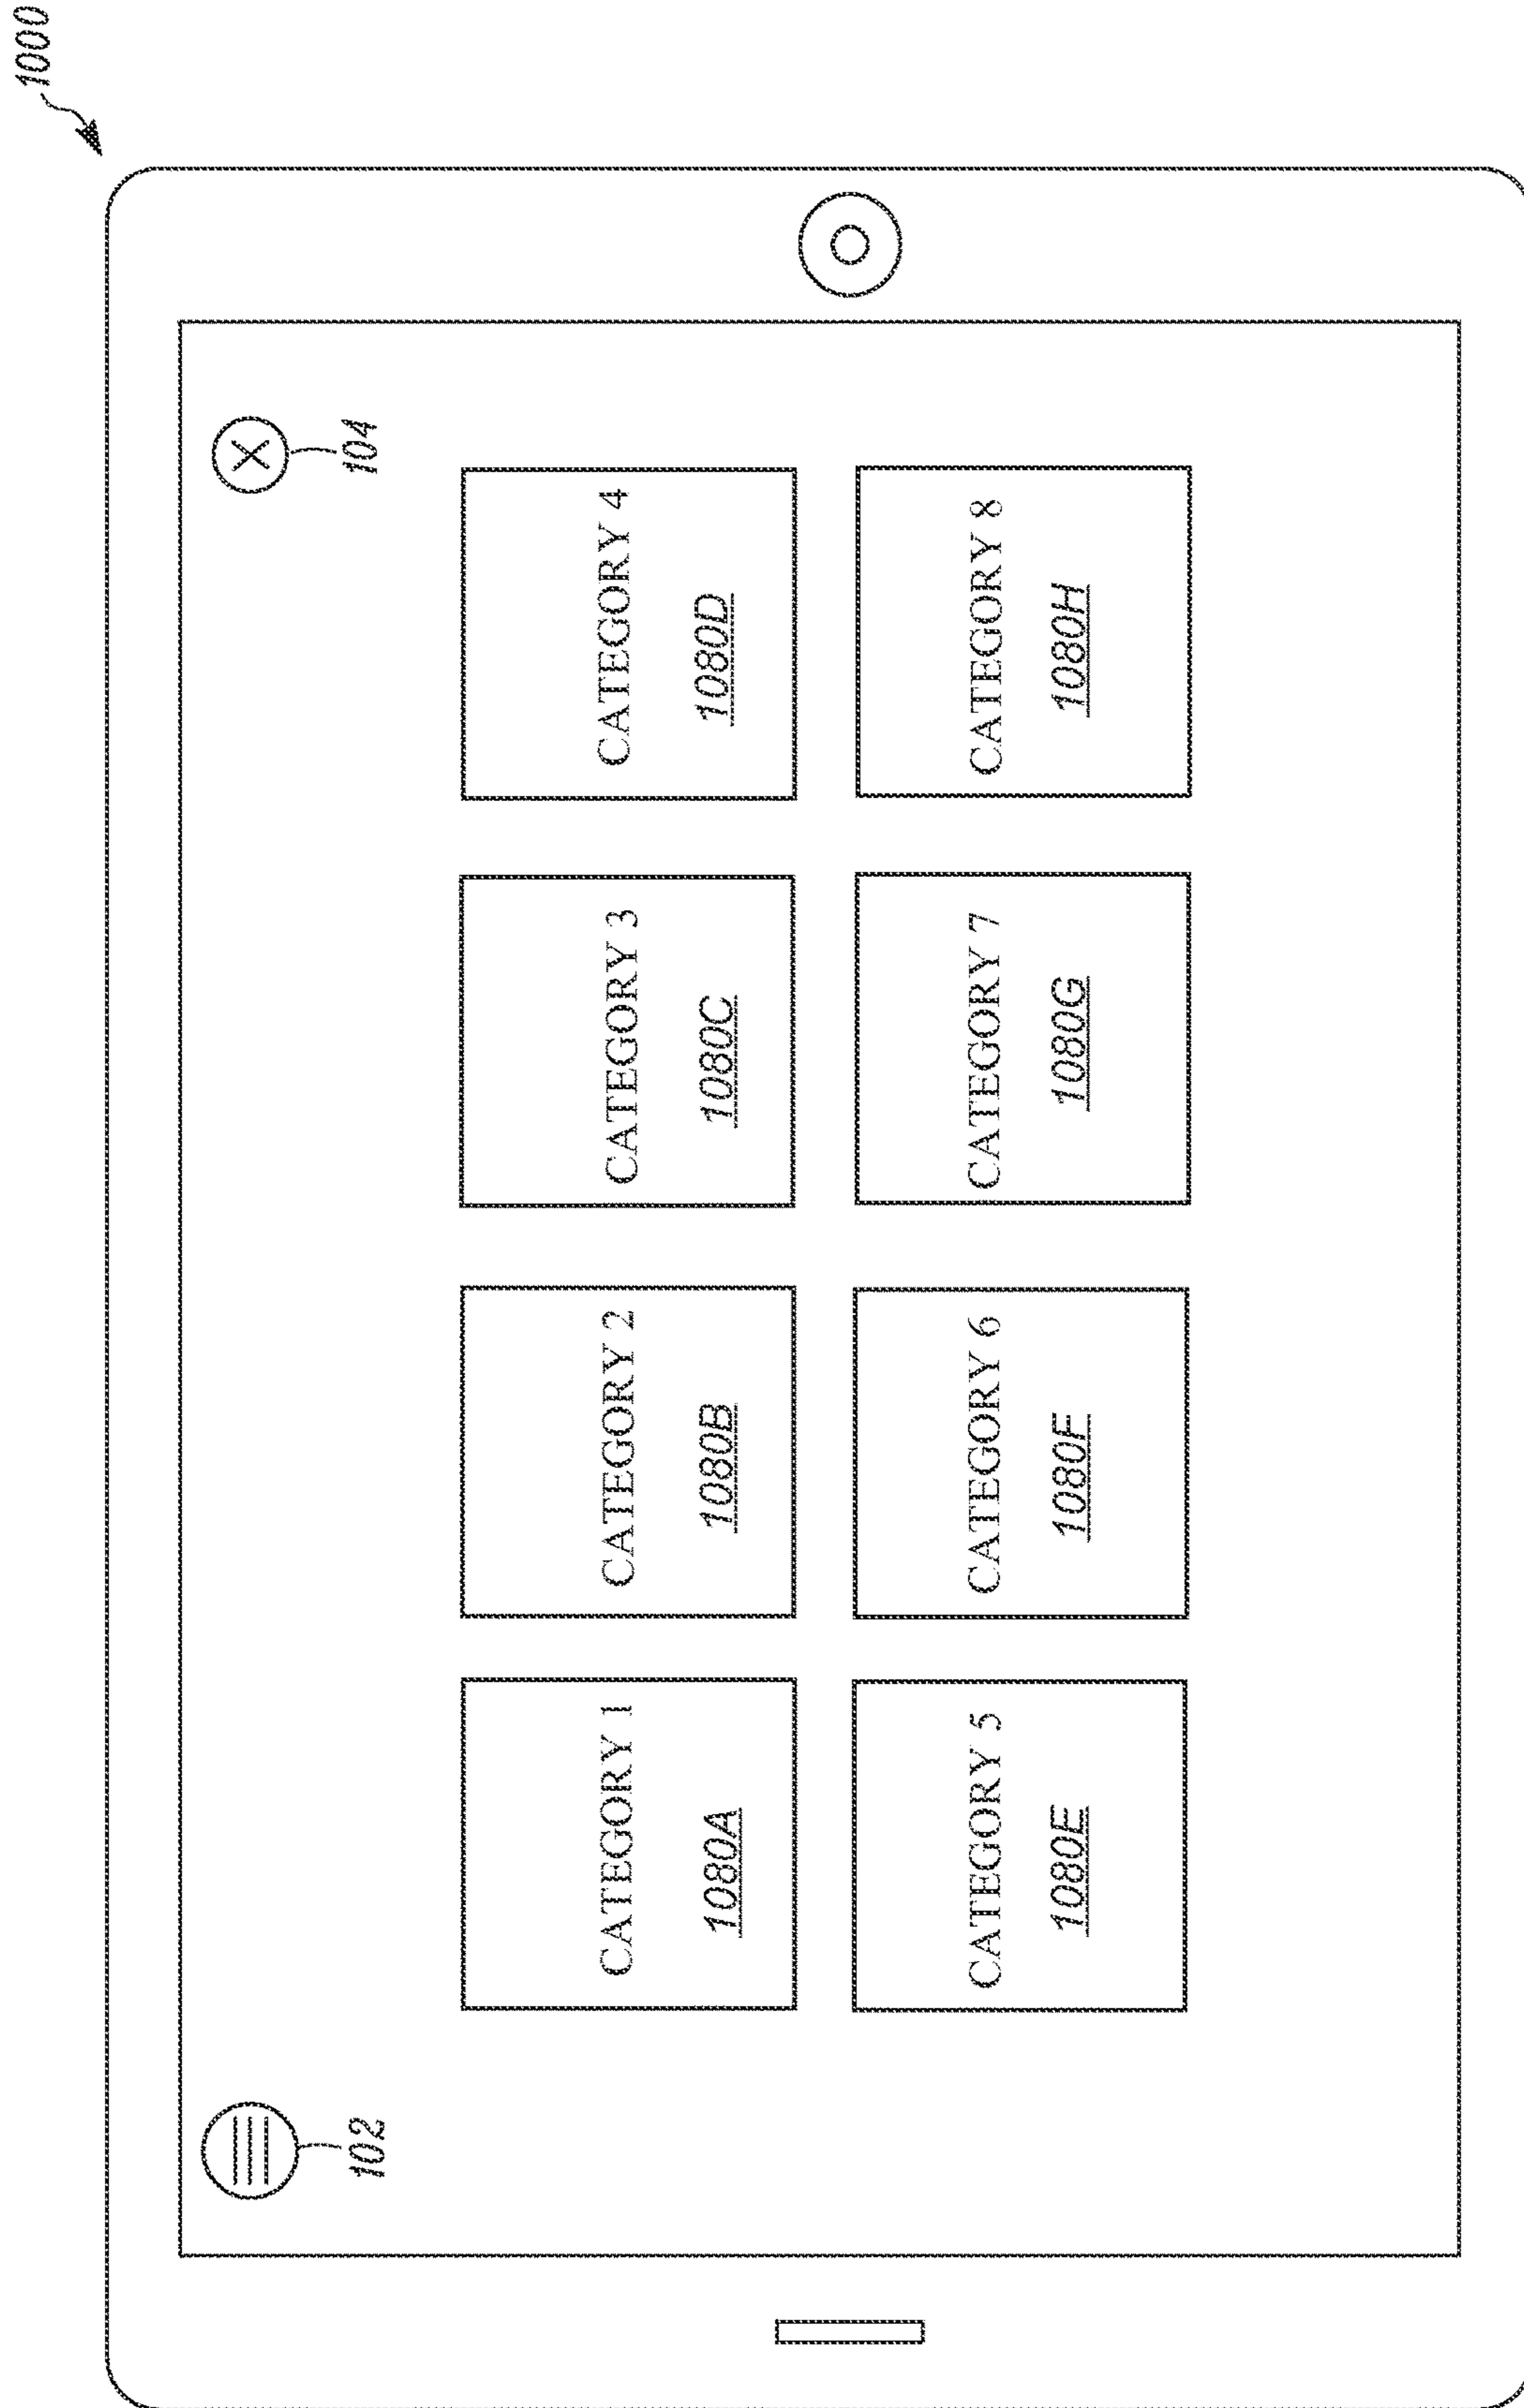 1000
102
104
CATEGORY 1
1080A
CATEGORY 2
1080B
CATEGORY 3
1080C
CATEGORY 4
1080D
CATEGORY 5
1080E
CATEGORY 6
1080F
CATEGORY 7
1080G
CATEGORY 8
1080H